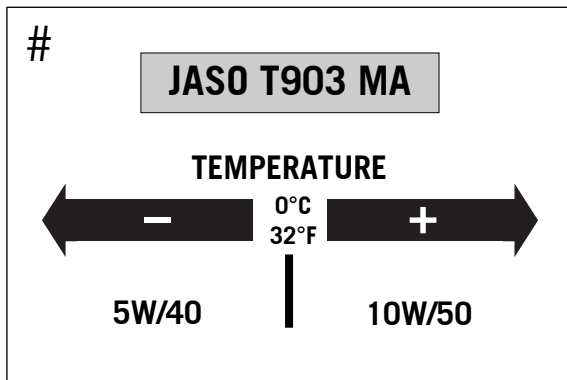 #
JASO T903 MA
TEMPERATURE
0°C
− +
32°F
5W/40 10W/50